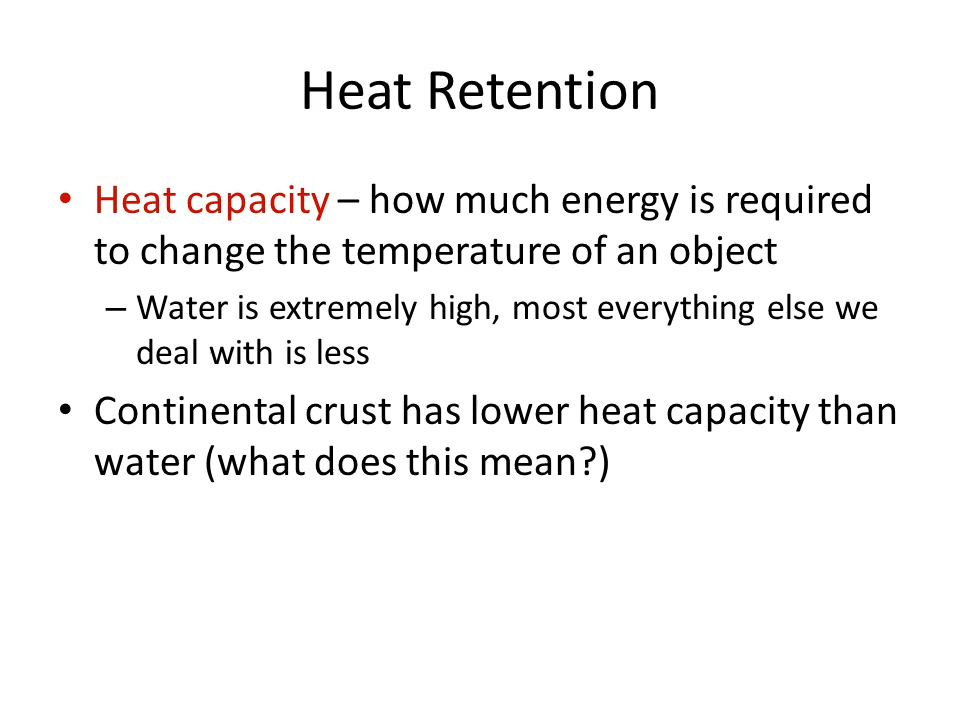 Heat Retention
• Heat capacity – how much energy is required
to change the temperature of an object
– Water is extremely high, most everything else we
deal with is less
• Continental crust has lower heat capacity than
water (what does this mean?)